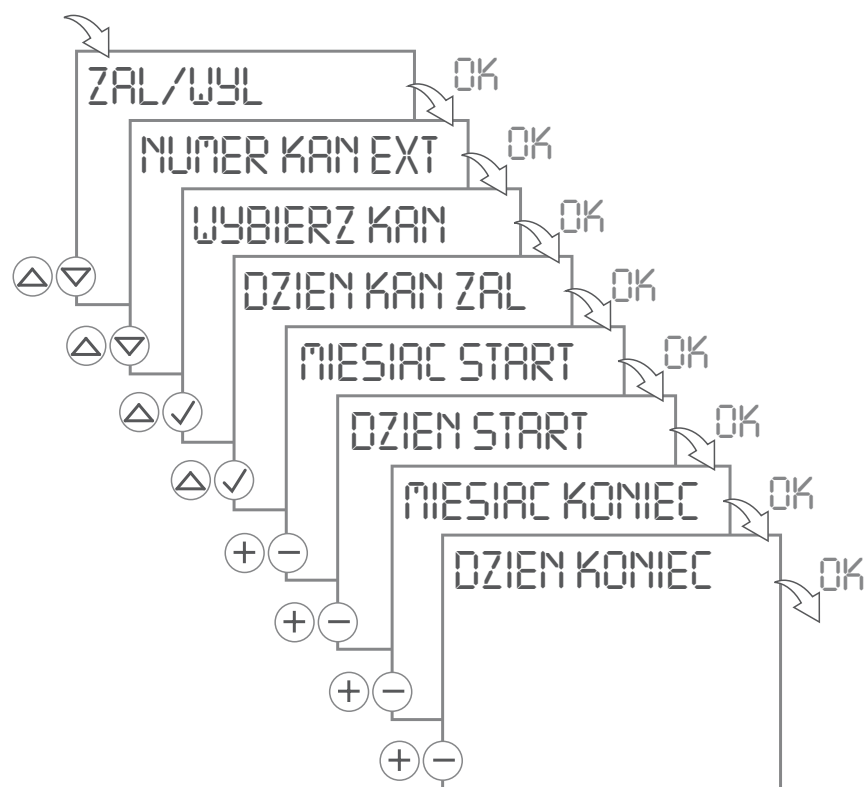 ZAL/WYL
OK
NUMER KAN EXT
OK
WYBIERZ KAN
OK
DZIEN KAN ZAL
OK
MIESIAC START
OK
DZIEN START
OK
MIESIAC KONIEC
OK
DZIEN KONIEC
OK